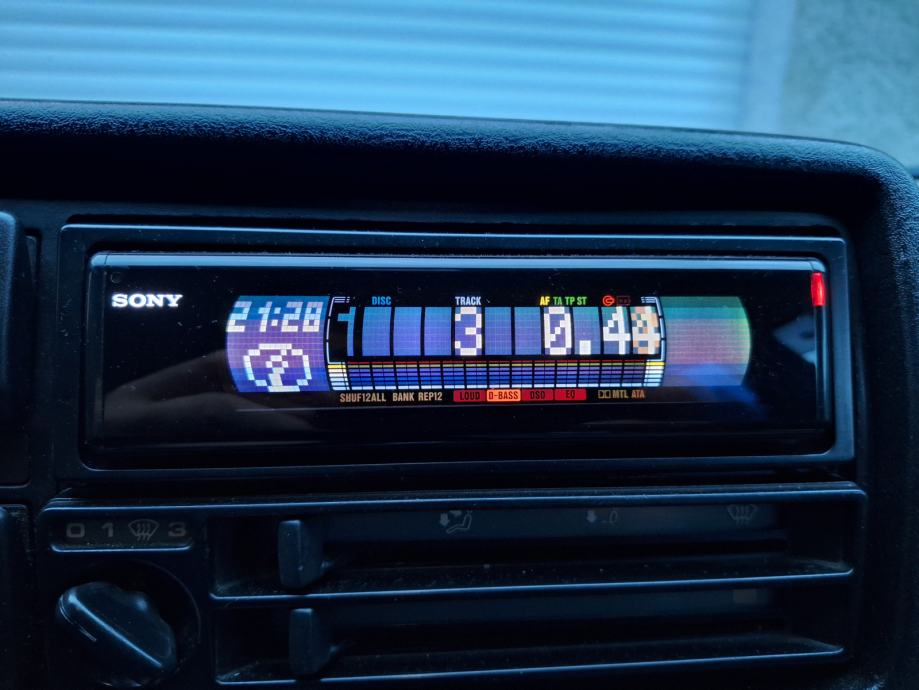 SONY
DISC TRACK AF TA TP ST
21:28 1 3 0.44
SHUF12ALL BANK REP12 LOUD D-BASS DSO EQ MTL ATA
0 1 3